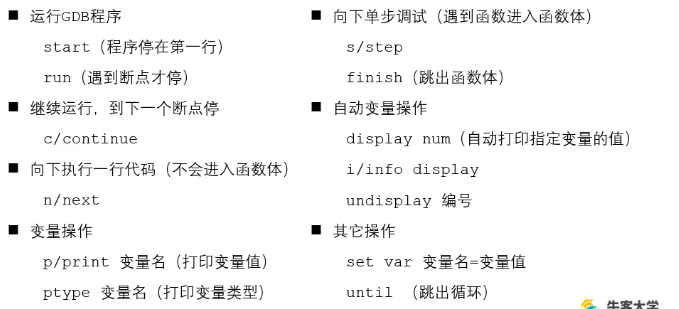 ■ 运行GDB程序
start（程序停在第一行）
run（遇到断点才停）
■ 继续运行，到下一个断点停
c/continue
■ 向下执行一行代码（不会进入函数体）
n/next
■ 变量操作
p/print 变量名（打印变量值）
ptype 变量名（打印变量类型）
■ 向下单步调试（遇到函数进入函数体）
s/step
finish（跳出函数体）
■ 自动变量操作
display num（自动打印指定变量的值）
i/info display
undisplay 编号
■ 其它操作
set var 变量名=变量值
until （跳出循环）
牛客大学